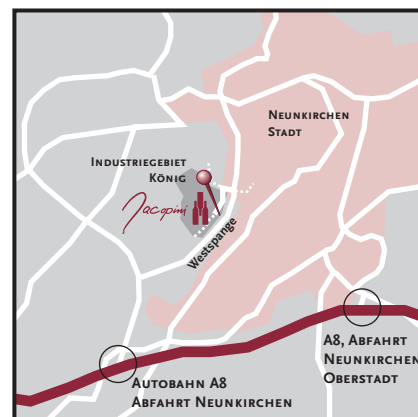 Neunkirchen
Stadt
Industriegebiet
König
Jacopini
Westspange
A8, Abfahrt
Neunkirchen
Oberstadt
Autobahn A8
Abfahrt Neunkirchen